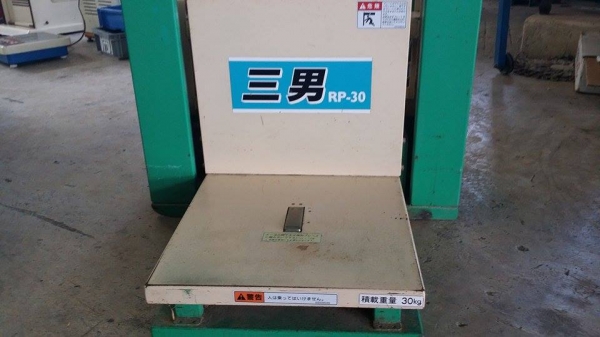 危険
三男 RP-30
警告 人は乗ってはいけません。
積載重量 30kg